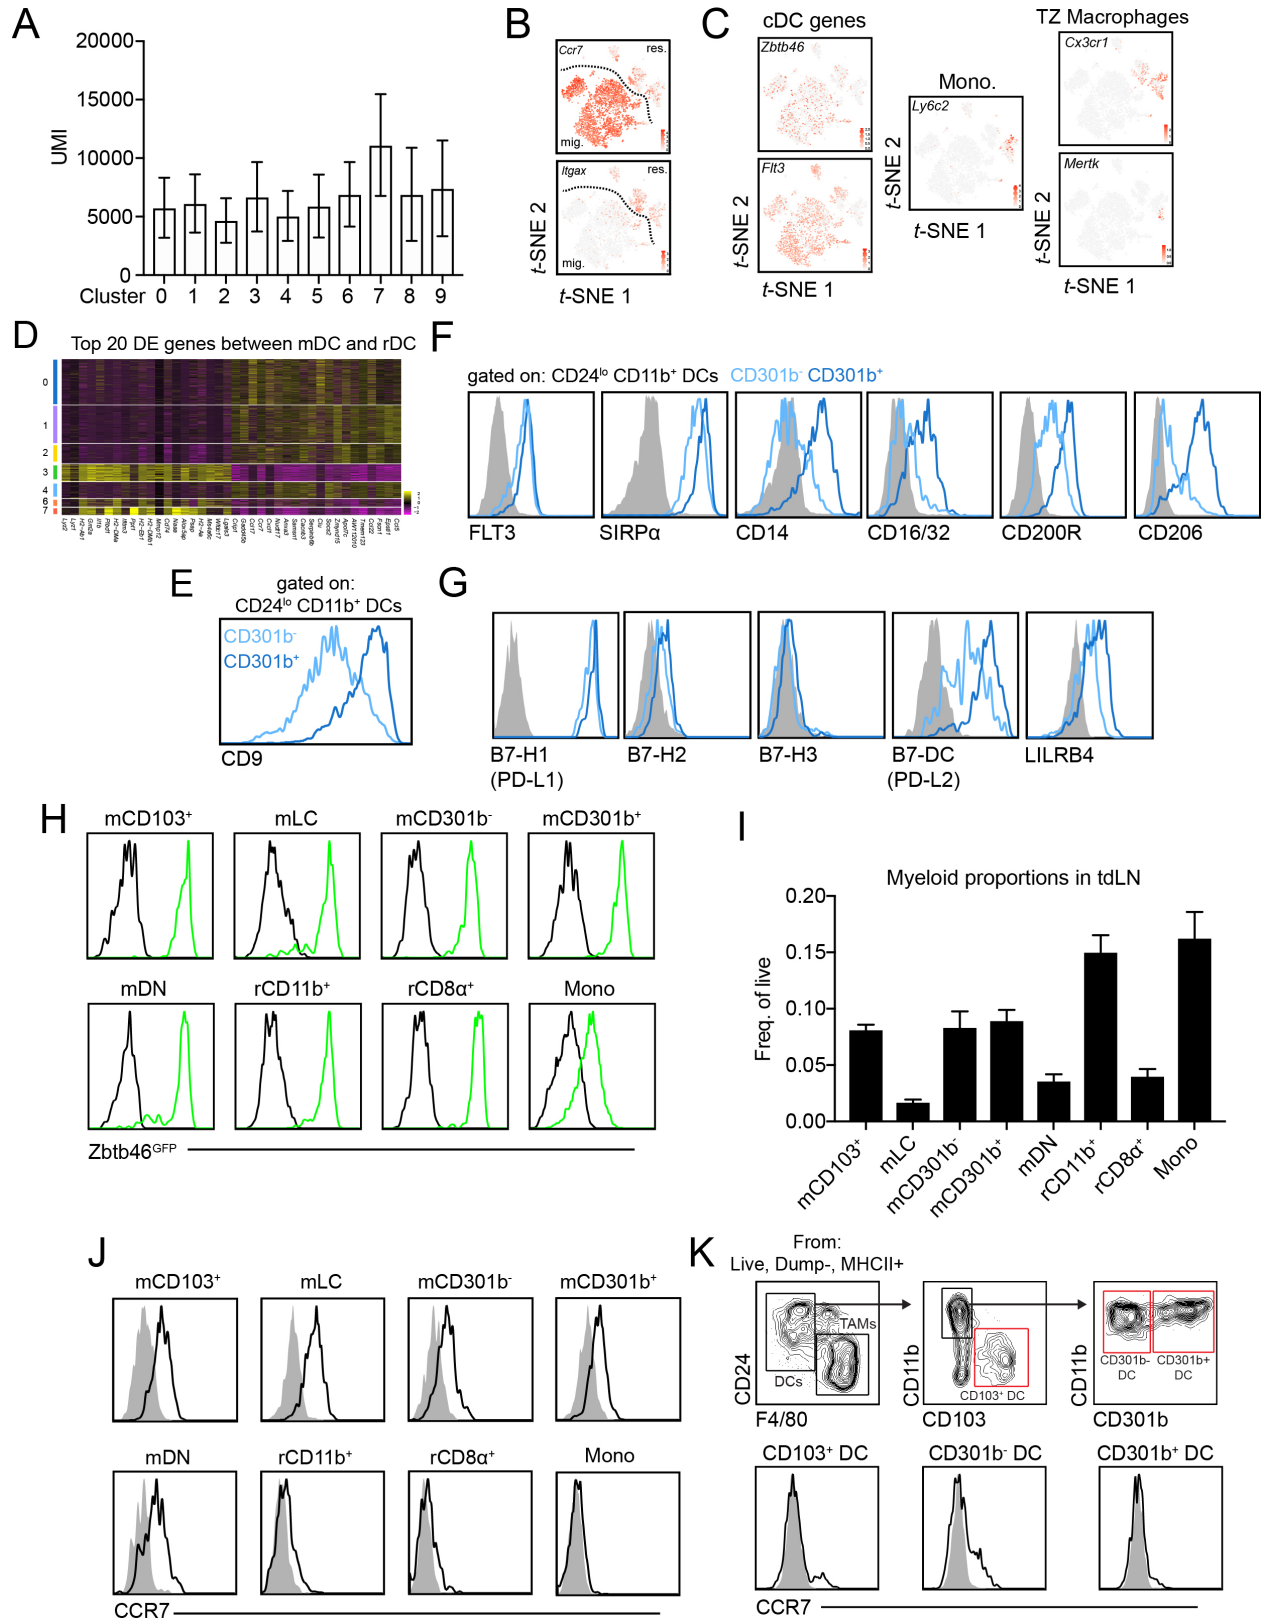 A
20000
15000
10000
5000
0
UMI
Cluster 0 1 2 3 4 5 6 7 8 9
B
Ccr7
res.
mig.
Itgax
res.
mig.
t-SNE 2
t-SNE 1
C
cDC genes
Zbtb46
Flt3
t-SNE 2
t-SNE 1
Mono.
Ly6c2
t-SNE 2
t-SNE 1
TZ Macrophages
Cx3cr1
Mertk
t-SNE 2
t-SNE 1
D
Top 20 DE genes between mDC and rDC
0
1
2
3
4
6
7
E
gated on:
CD24lo CD11b+ DCs
CD301b-
CD301b+
CD9
F
gated on: CD24lo CD11b+ DCs CD301b- CD301b+
FLT3 SIRPα CD14 CD16/32 CD200R CD206
G
B7-H1 B7-H2 B7-H3 B7-DC LILRB4
(PD-L1) (PD-L2)
H
mCD103+ mLC mCD301b- mCD301b+
mDN rCD11b+ rCD8α+ Mono
Zbtb46GFP
I
Myeloid proportions in tdLN
0.20
0.15
0.10
0.05
0.00
Freq. of live
mCD103+ mLC mCD301b- mCD301b+ mDN rCD11b+ rCD8α+ Mono
J
mCD103+ mLC mCD301b- mCD301b+
mDN rCD11b+ rCD8α+ Mono
CCR7
K
From:
Live, Dump-, MHCII+
TAMs
DCs
CD24
F4/80
CD103+ DC
CD11b
CD103
CD301b- CD301b+
DC DC
CD11b
CD301b
CD103+ DC CD301b- DC CD301b+ DC
CCR7